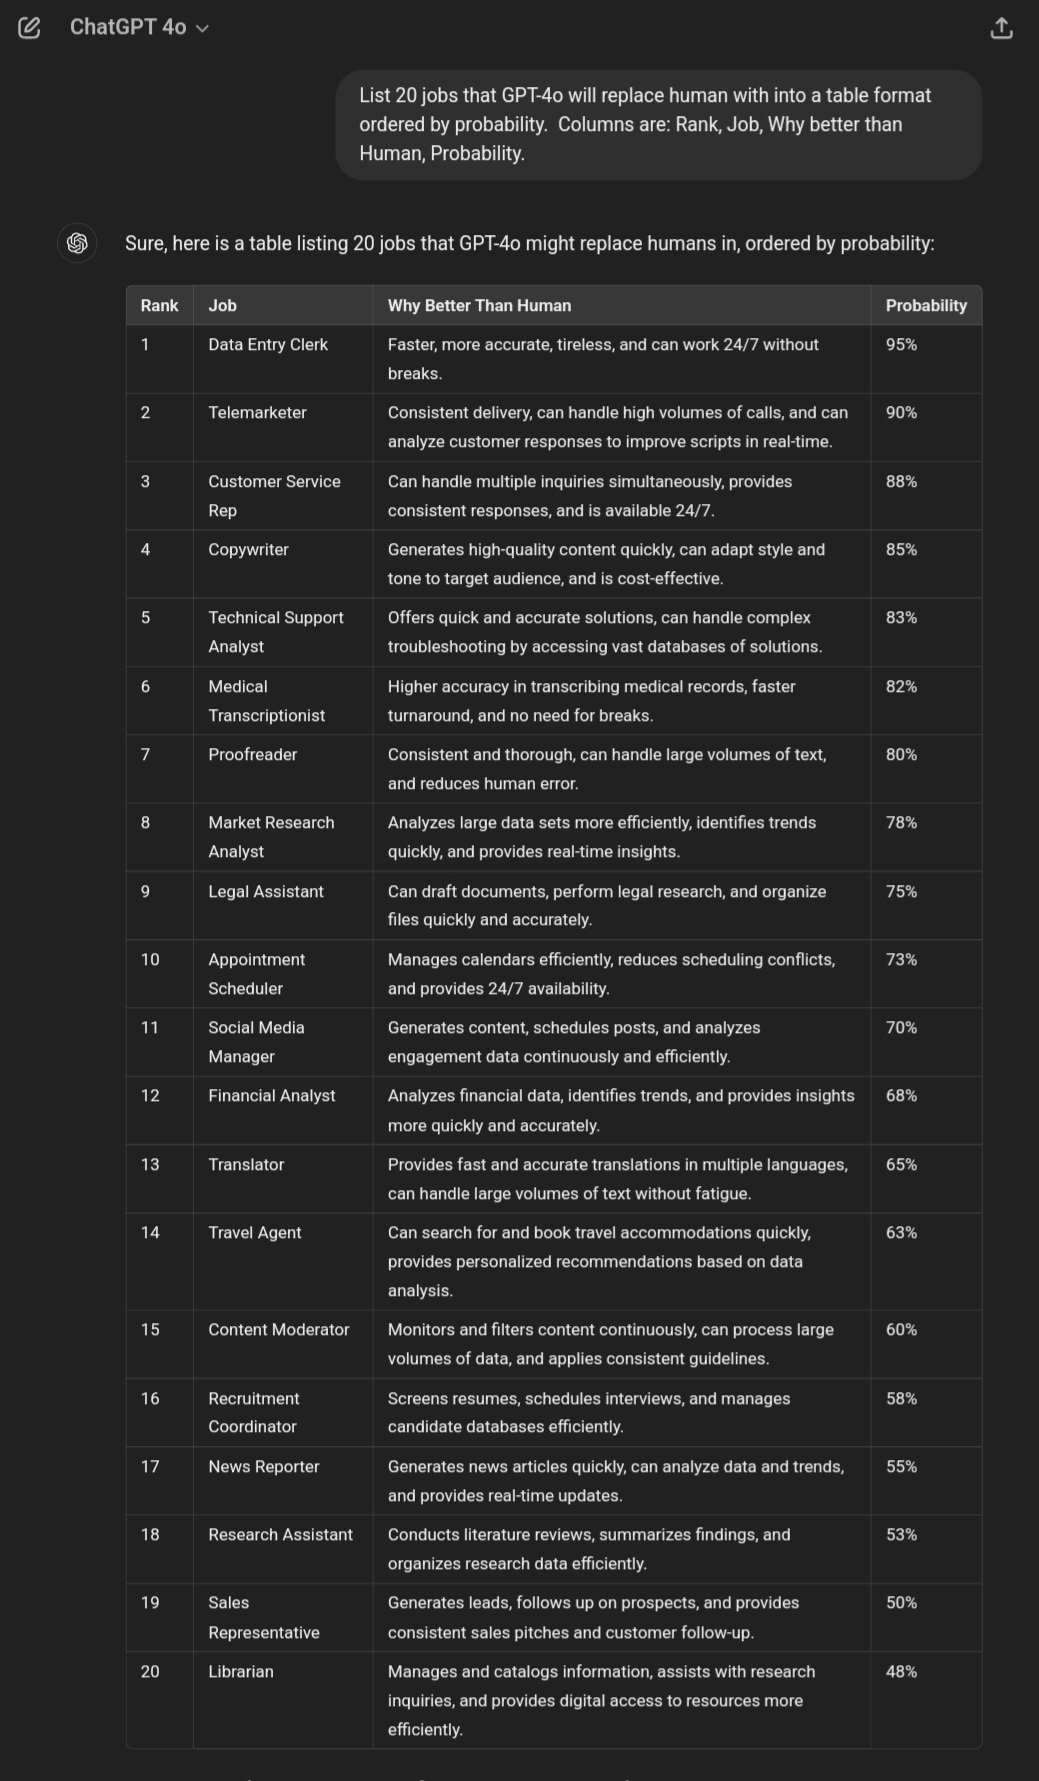 ChatGPT 4o
List 20 jobs that GPT-4o will replace human with into a table format
ordered by probability.  Columns are: Rank, Job, Why better than
Human, Probability.
Sure, here is a table listing 20 jobs that GPT-4o might replace humans in, ordered by probability:
Rank Job Why Better Than Human Probability
1 Data Entry Clerk Faster, more accurate, tireless, and can work 24/7 without 95%
breaks.
2 Telemarketer Consistent delivery, can handle high volumes of calls, and can 90%
analyze customer responses to improve scripts in real-time.
3 Customer Service Can handle multiple inquiries simultaneously, provides 88%
Rep consistent responses, and is available 24/7.
4 Copywriter Generates high-quality content quickly, can adapt style and 85%
tone to target audience, and is cost-effective.
5 Technical Support Offers quick and accurate solutions, can handle complex 83%
Analyst troubleshooting by accessing vast databases of solutions.
6 Medical Higher accuracy in transcribing medical records, faster 82%
Transcriptionist turnaround, and no need for breaks.
7 Proofreader Consistent and thorough, can handle large volumes of text, 80%
and reduces human error.
8 Market Research Analyzes large data sets more efficiently, identifies trends 78%
Analyst quickly, and provides real-time insights.
9 Legal Assistant Can draft documents, perform legal research, and organize 75%
files quickly and accurately.
10 Appointment Manages calendars efficiently, reduces scheduling conflicts, 73%
Scheduler and provides 24/7 availability.
11 Social Media Generates content, schedules posts, and analyzes 70%
Manager engagement data continuously and efficiently.
12 Financial Analyst Analyzes financial data, identifies trends, and provides insights 68%
more quickly and accurately.
13 Translator Provides fast and accurate translations in multiple languages, 65%
can handle large volumes of text without fatigue.
14 Travel Agent Can search for and book travel accommodations quickly, 63%
provides personalized recommendations based on data
analysis.
15 Content Moderator Monitors and filters content continuously, can process large 60%
volumes of data, and applies consistent guidelines.
16 Recruitment Screens resumes, schedules interviews, and manages 58%
Coordinator candidate databases efficiently.
17 News Reporter Generates news articles quickly, can analyze data and trends, 55%
and provides real-time updates.
18 Research Assistant Conducts literature reviews, summarizes findings, and 53%
organizes research data efficiently.
19 Sales Generates leads, follows up on prospects, and provides 50%
Representative consistent sales pitches and customer follow-up.
20 Librarian Manages and catalogs information, assists with research 48%
inquiries, and provides digital access to resources more
efficiently.